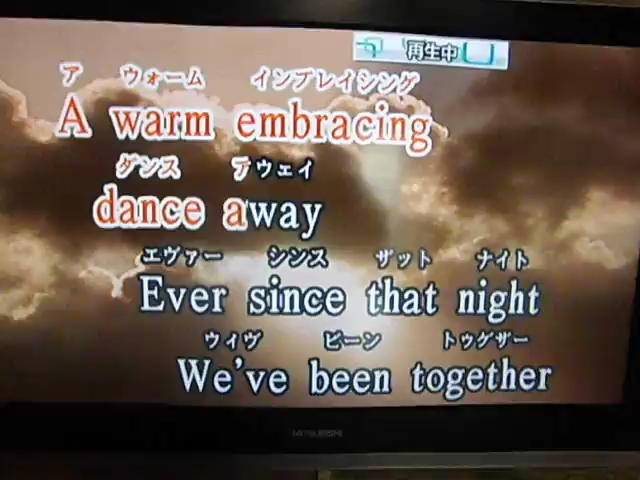 再生中
ア ウォーム インブレイシング
A warm embracing
ダンス アウェイ
dance away
エヴァー シンス ザット ナイト
Ever since that night
ウィヴ ビーン トゥゲザー
We've been together
MITSUBISHI